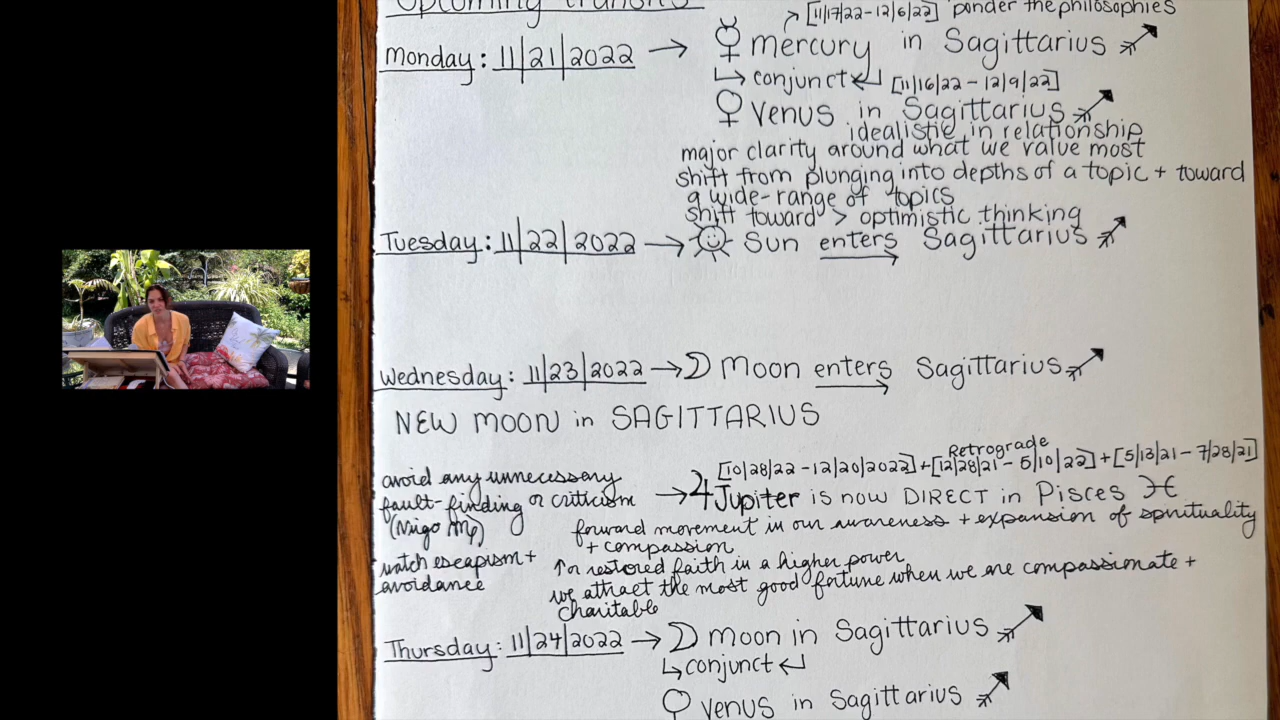 Upcoming transits
[11/17/22-12/6/22] ponder the philosophies
Monday: 11/21/2022 → ☿ mercury in Sagittarius
↳ conjunct ↲ [11/16/22 - 12/9/22]
♀ Venus in Sagittarius
idealistic in relationship
major clarity around what we value most
shift from plunging into depths of a topic + toward
a wide-range of topics
shift toward > optimistic thinking
Tuesday: 11/22/2022 → Sun enters Sagittarius
Wednesday: 11/23/2022 → ☽ Moon enters Sagittarius
NEW MOON in SAGITTARIUS
Retrograde
[10/28/22 - 12/20/2022] + [12/28/21 - 5/10/22] + [5/13/21 - 7/28/21]
avoid any unnecessary
fault-finding or criticism
(Virgo ♍)
watch escapism +
avoidance
→ ♃ Jupiter is now DIRECT in Pisces ♓
forward movement in our awareness + expansion of spirituality
+ compassion
↑ or restored faith in a higher power
we attract the most good fortune when we are compassionate +
charitable
Thursday: 11/24/2022 → ☽ moon in Sagittarius
↳ conjunct ↲
♀ venus in Sagittarius